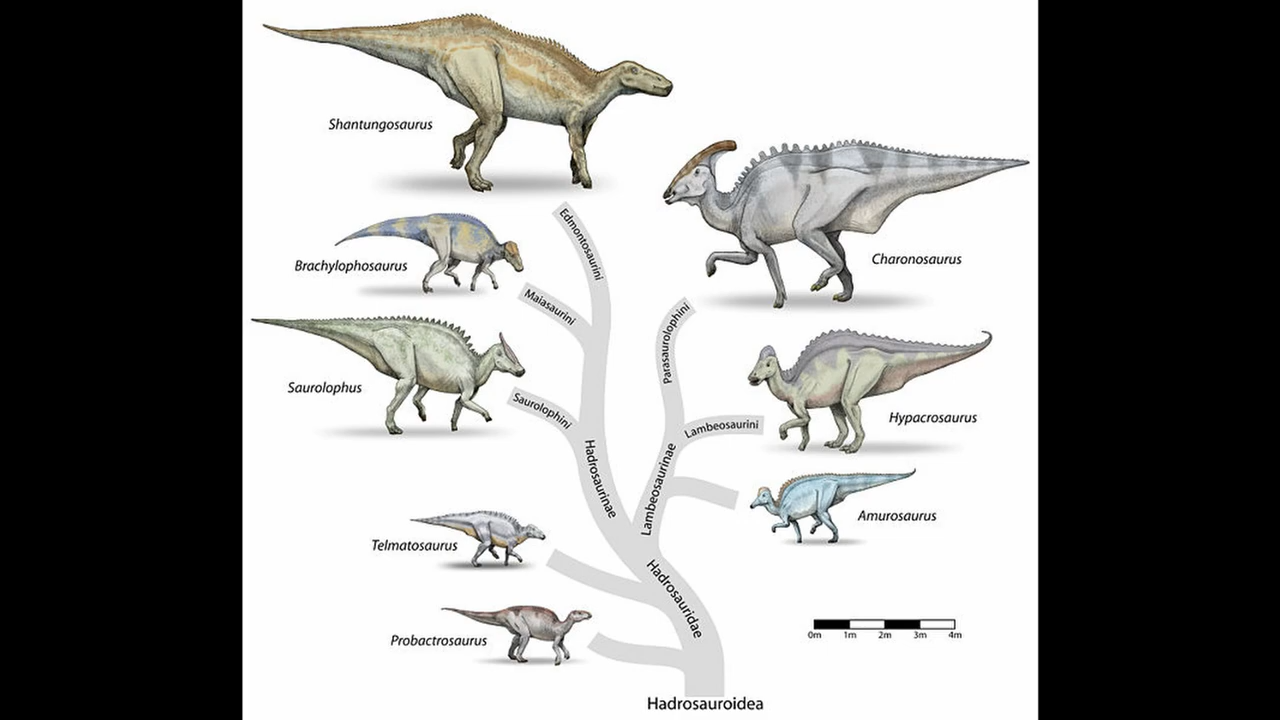 Shantungosaurus
Edmontosaurini
Brachylophosaurus
Charonosaurus
Maiasaurini
Parasaurolophini
Saurolophus
Saurolophini
Lambeosaurini
Hypacrosaurus
Hadrosaurinae
Lambeosaurinae
Amurosaurus
Telmatosaurus
Hadrosauridae
Probactrosaurus
0m 1m 2m 3m 4m
Hadrosauroidea